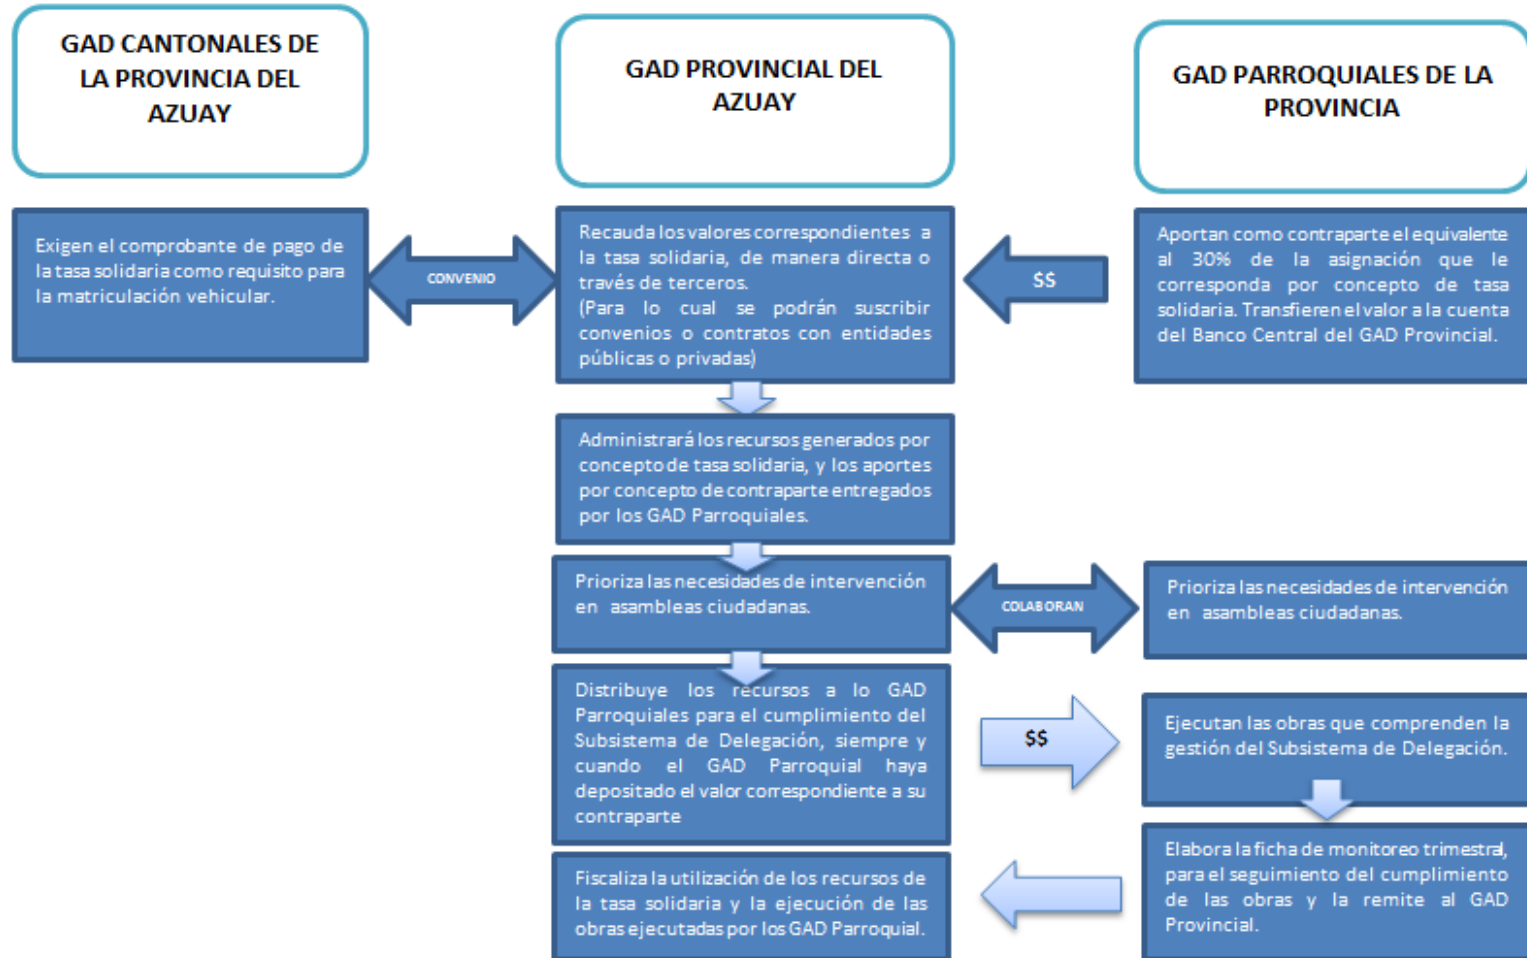 GAD CANTONALES DE
LA PROVINCIA DEL
AZUAY
GAD PROVINCIAL DEL
AZUAY
GAD PARROQUIALES DE LA
PROVINCIA
Exigen el comprobante de pago de
la tasa solidaria como requisito para
la matriculación vehicular.
CONVENIO
Recauda los valores correspondientes a
la tasa solidaria, de manera directa o
través de terceros.
(Para lo cual se podrán suscribir
convenios o contratos con entidades
públicas o privadas)
$$
Aportan como contraparte el equivalente
al 30% de la asignación que le
corresponda por concepto de tasa
solidaria. Transfieren el valor a la cuenta
del Banco Central del GAD Provincial.
Administrará los recursos generados por
concepto de tasa solidaria, y los aportes
por concepto de contraparte entregados
por los GAD Parroquiales.
Prioriza las necesidades de intervención
en asambleas ciudadanas.
COLABORAN
Prioriza las necesidades de intervención
en asambleas ciudadanas.
Distribuye los recursos a lo GAD
Parroquiales para el cumplimiento del
Subsistema de Delegación, siempre y
cuando el GAD Parroquial haya
depositado el valor correspondiente a su
contraparte
$$
Ejecutan las obras que comprenden la
gestión del Subsistema de Delegación.
Elabora la ficha de monitoreo trimestral,
para el seguimiento del cumplimiento
de las obras y la remite al GAD
Provincial.
Fiscaliza la utilización de los recursos de
la tasa solidaria y la ejecución de las
obras ejecutadas por los GAD Parroquial.